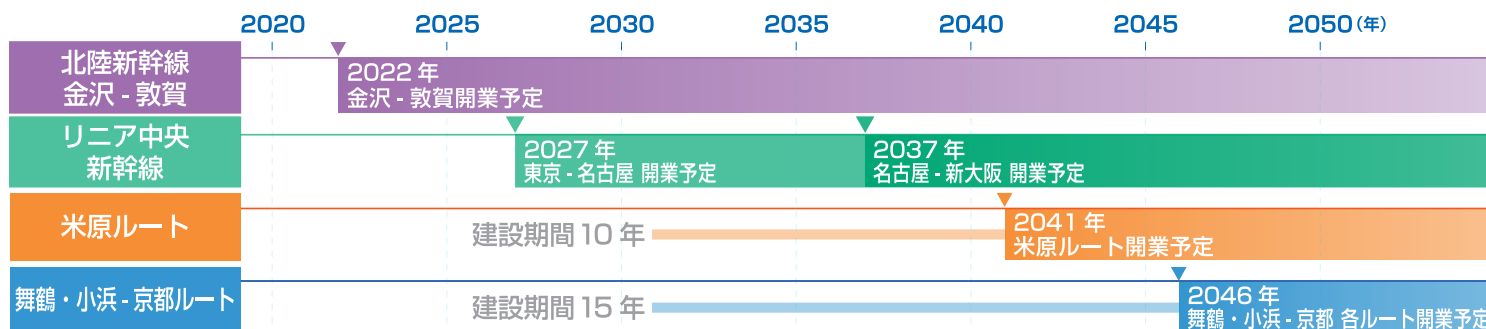 2020 2025 2030 2035 2040 2045 2050(年)
北陸新幹線
金沢 - 敦賀
2022 年
金沢 - 敦賀開業予定
リニア中央
新幹線
2027 年
東京 - 名古屋 開業予定
2037 年
名古屋 - 新大阪 開業予定
米原ルート
建設期間 10 年
2041 年
米原ルート開業予定
舞鶴・小浜 - 京都ルート
建設期間 15 年
2046 年
舞鶴・小浜 - 京都 各ルート開業予定